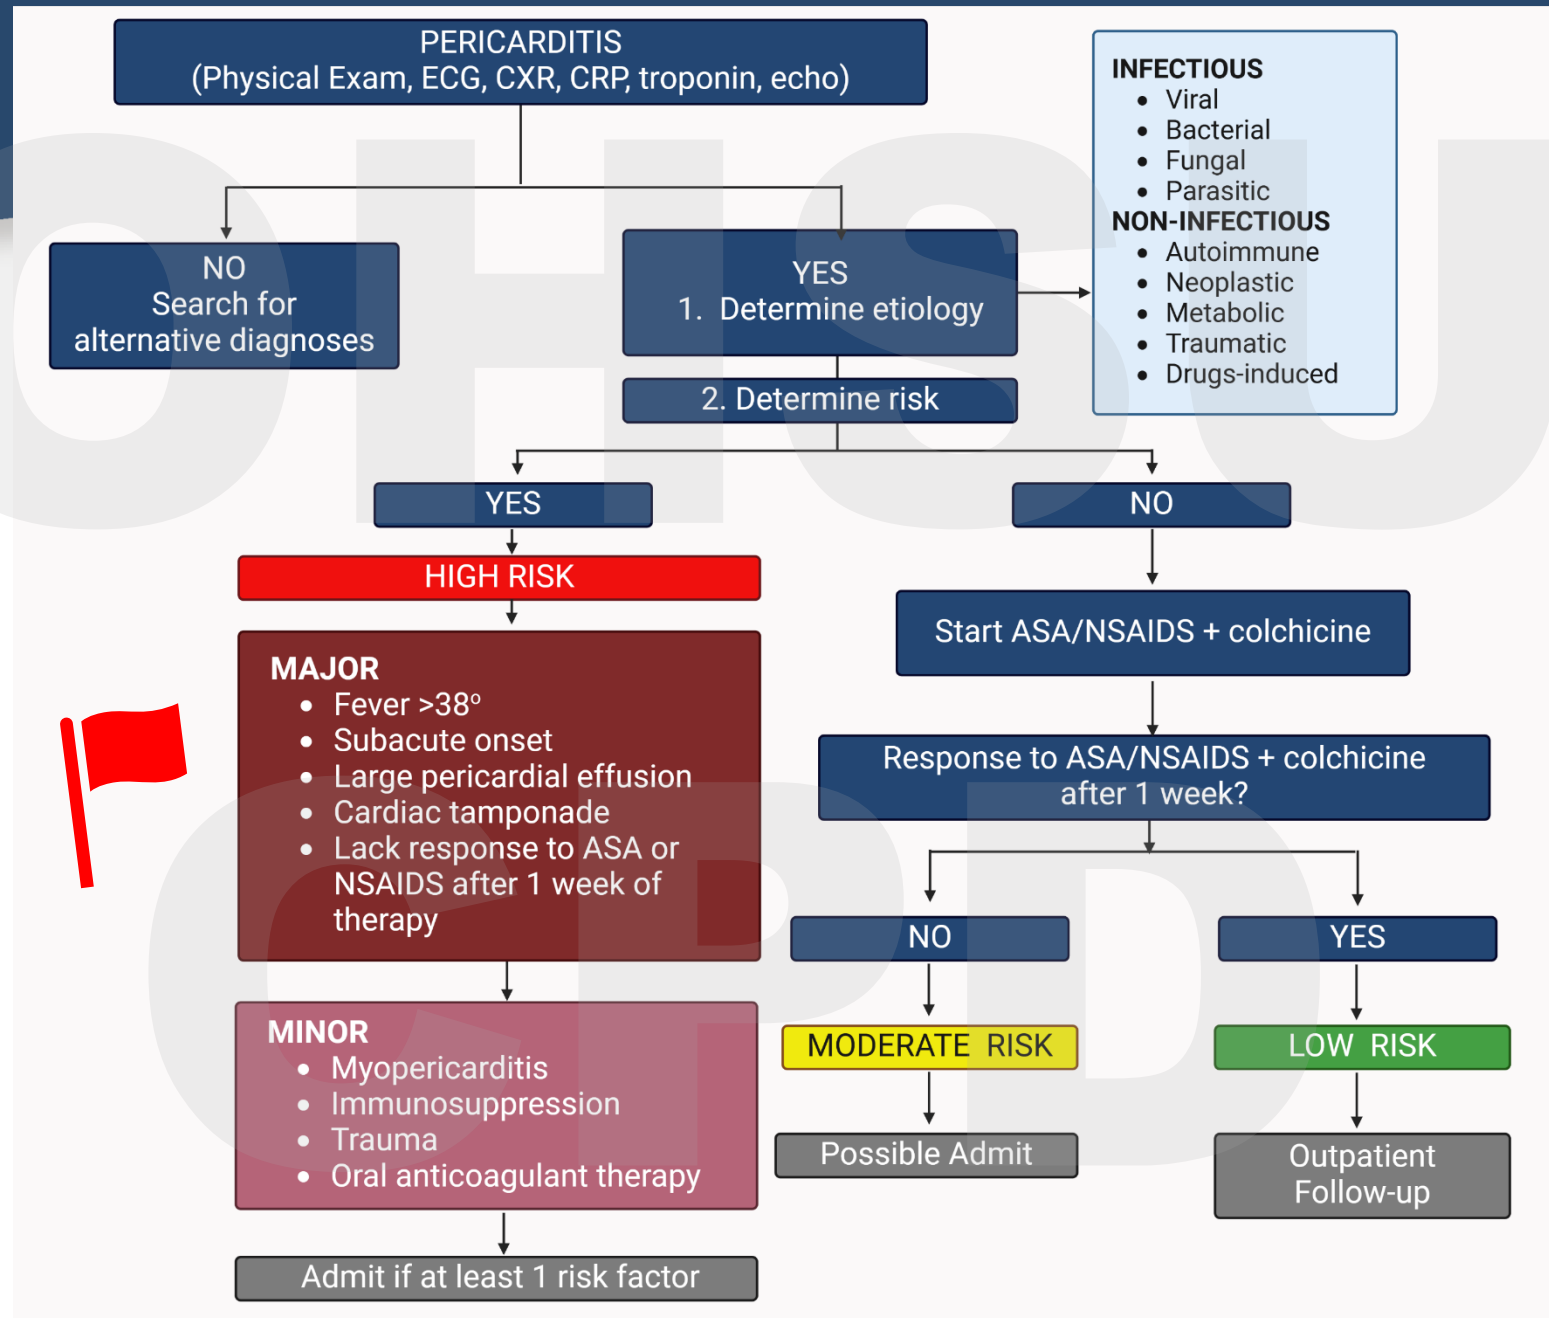 PERICARDITIS
(Physical Exam, ECG, CXR, CRP, troponin, echo)
INFECTIOUS
• Viral
• Bacterial
• Fungal
• Parasitic
NON-INFECTIOUS
• Autoimmune
• Neoplastic
• Metabolic
• Traumatic
• Drugs-induced
NO
Search for
alternative diagnoses
YES
1. Determine etiology
2. Determine risk
YES
HIGH RISK
MAJOR
• Fever >38º
• Subacute onset
• Large pericardial effusion
• Cardiac tamponade
• Lack response to ASA or
NSAIDS after 1 week of
therapy
MINOR
• Myopericarditis
• Immunosuppression
• Trauma
• Oral anticoagulant therapy
Admit if at least 1 risk factor
NO
Start ASA/NSAIDS + colchicine
Response to ASA/NSAIDS + colchicine
after 1 week?
NO
MODERATE RISK
Possible Admit
YES
LOW RISK
Outpatient
Follow-up
OHSU
CPD